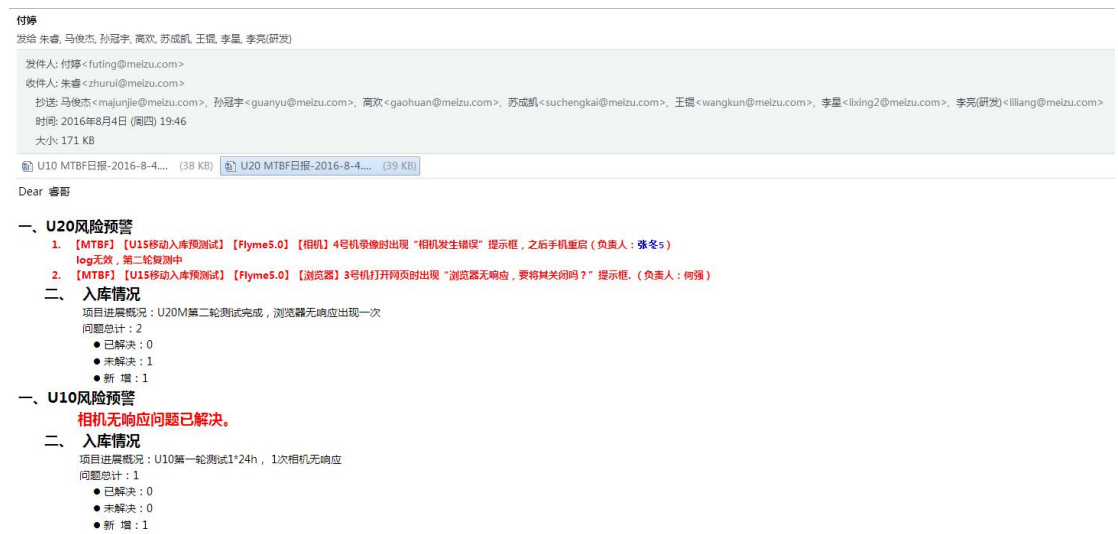 付婷
发给 朱睿, 马俊杰, 孙冠宇, 高欢, 苏成凯, 王锟, 李星, 李亮(研发)
发件人: 付婷<futing@meizu.com>
收件人: 朱睿<zhurui@meizu.com>
抄送: 马俊杰<majunjie@meizu.com>, 孙冠宇<guanyu@meizu.com>, 高欢<gaohuan@meizu.com>, 苏成凯<suchengkai@meizu.com>, 王锟<wangkun@meizu.com>, 李星<lixing2@meizu.com>, 李亮(研发)<liliang@meizu.com>
时间: 2016年8月4日 (周四) 19:46
大小: 171 KB
U10 MTBF日报-2016-8-4.... (38 KB) U20 MTBF日报-2016-8-4.... (39 KB)
Dear 睿哥
一、U20风险预警
1. 【MTBF】【U15移动入库预测试】【Flyme5.0】【相机】4号机录像时出现“相机发生错误”提示框，之后手机重启（负责人：张冬5）
log无效，第二轮复测中
2. 【MTBF】【U15移动入库预测试】【Flyme5.0】【浏览器】3号机打开网页时出现“浏览器无响应，要将其关闭吗？”提示框.（负责人：何强）
二、 入库情况
项目进展概况：U20M第二轮测试完成，浏览器无响应出现一次
问题总计：2
● 已解决：0
● 未解决：1
● 新 增：1
一、U10风险预警
相机无响应问题已解决。
二、 入库情况
项目进展概况：U10第一轮测试1*24h，1次相机无响应
问题总计：1
● 已解决：0
● 未解决：0
● 新 增：1